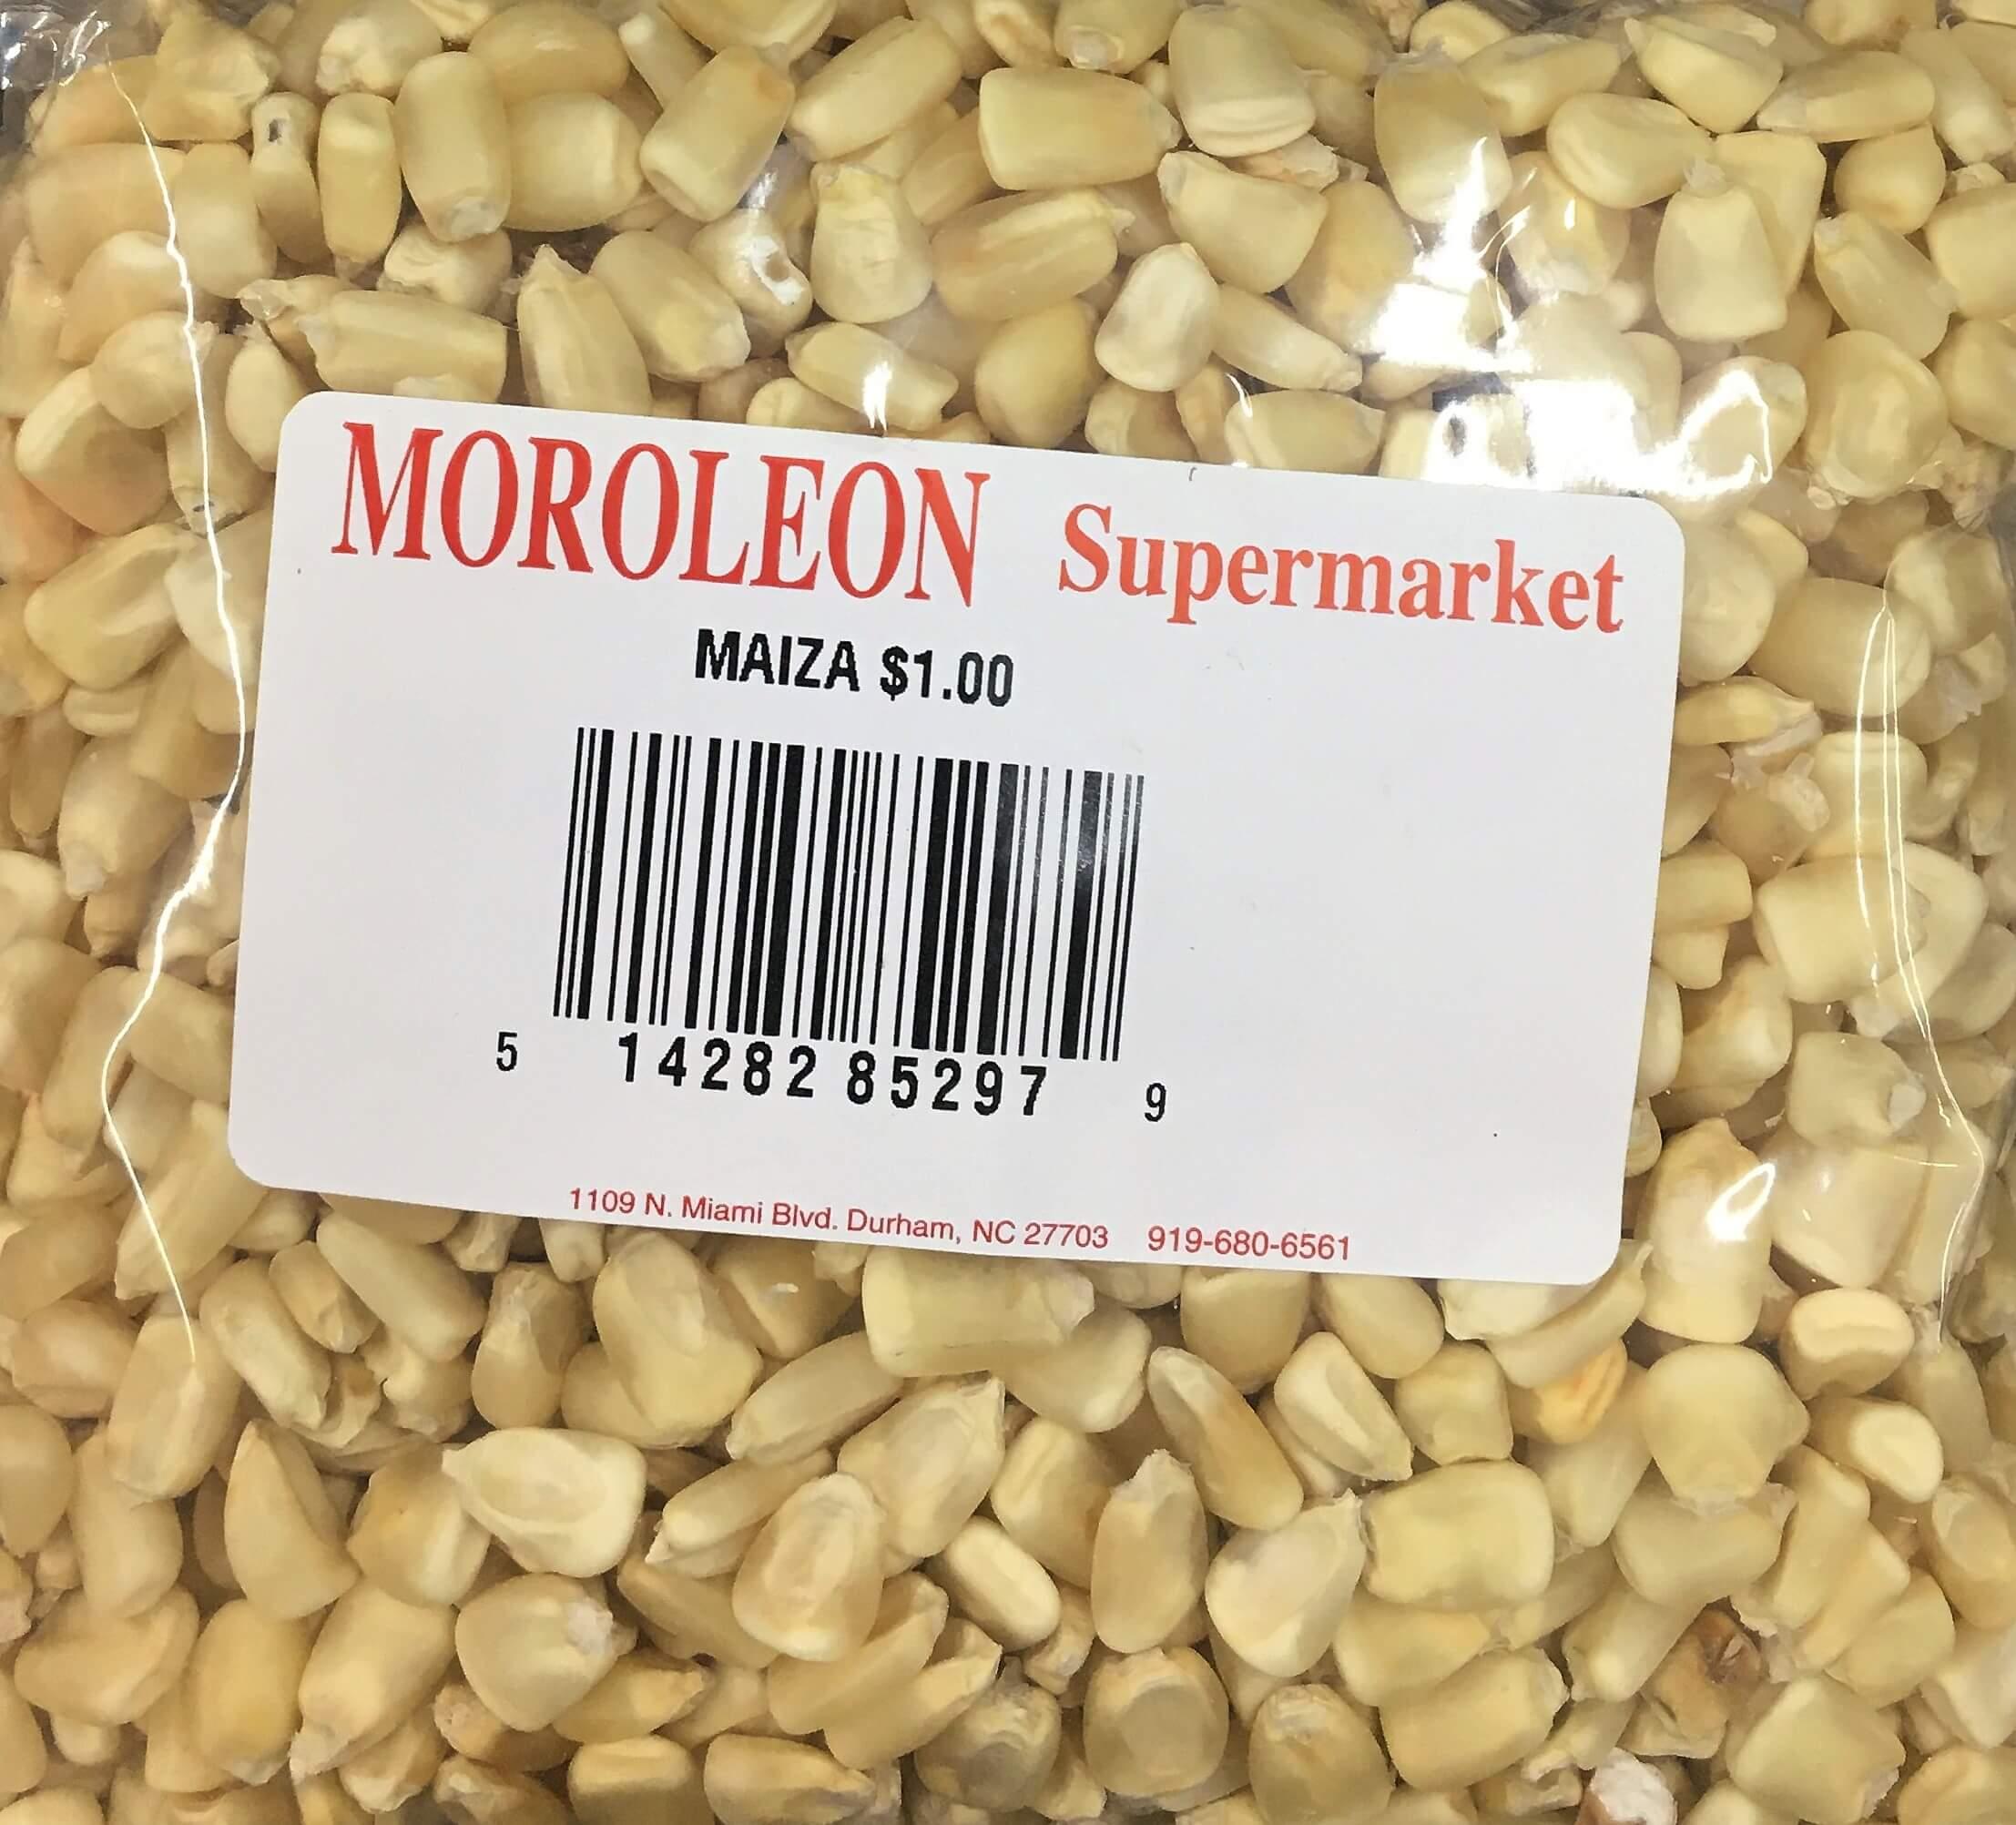 MOROLEON Supermarket
MAIZA $1.00
5 14282 85297 9
1109 N. Miami Blvd. Durham, NC 27703 919-680-6561